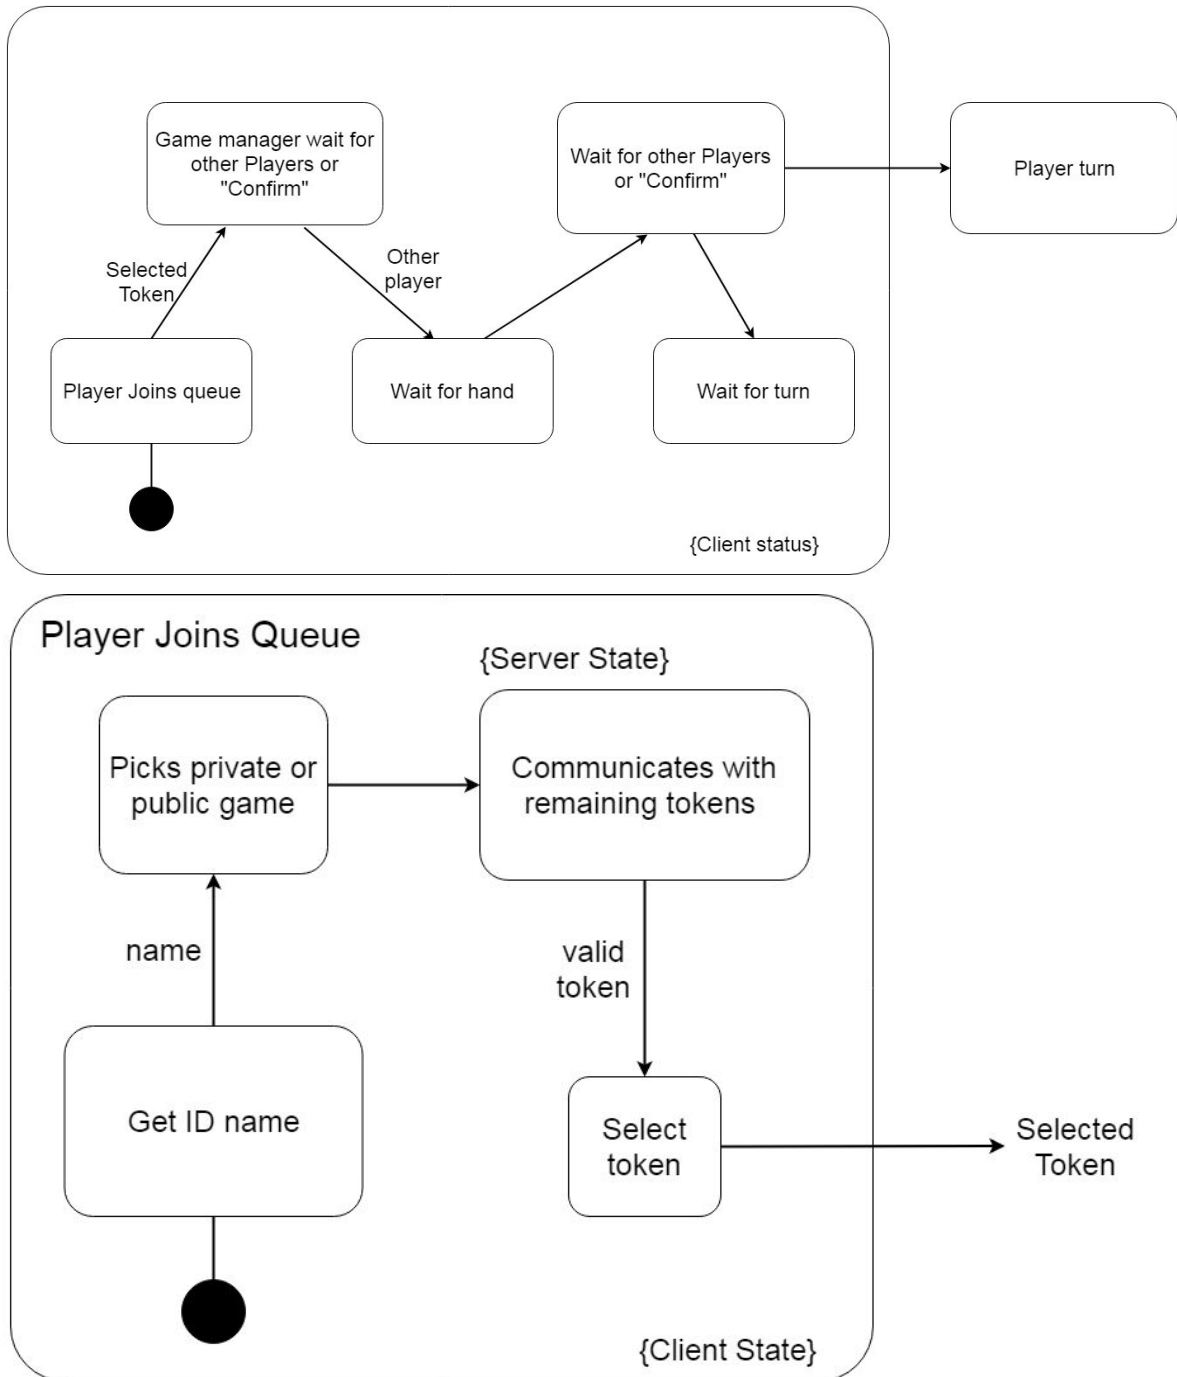 Game manager wait for
other Players or
"Confirm"
Wait for other Players
or "Confirm"
Player turn
Selected
Token
Other
player
Player Joins queue
Wait for hand
Wait for turn
{Client status}
Player Joins Queue
{Server State}
Picks private or
public game
Communicates with
remaining tokens
name
valid
token
Get ID name
Select
token
Selected
Token
{Client State}